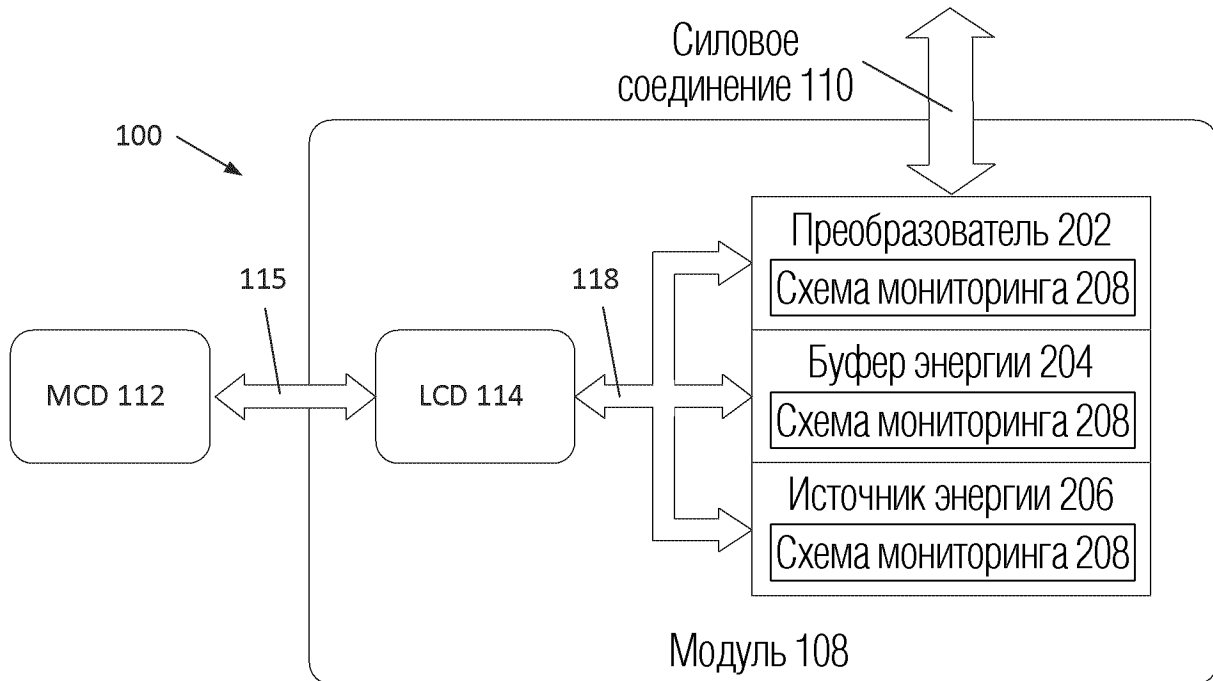 Силовое
соединение 110
100
Преобразователь 202
Схема мониторинга 208
115
118
MCD 112
LCD 114
Буфер энергии 204
Схема мониторинга 208
Источник энергии 206
Схема мониторинга 208
Модуль 108